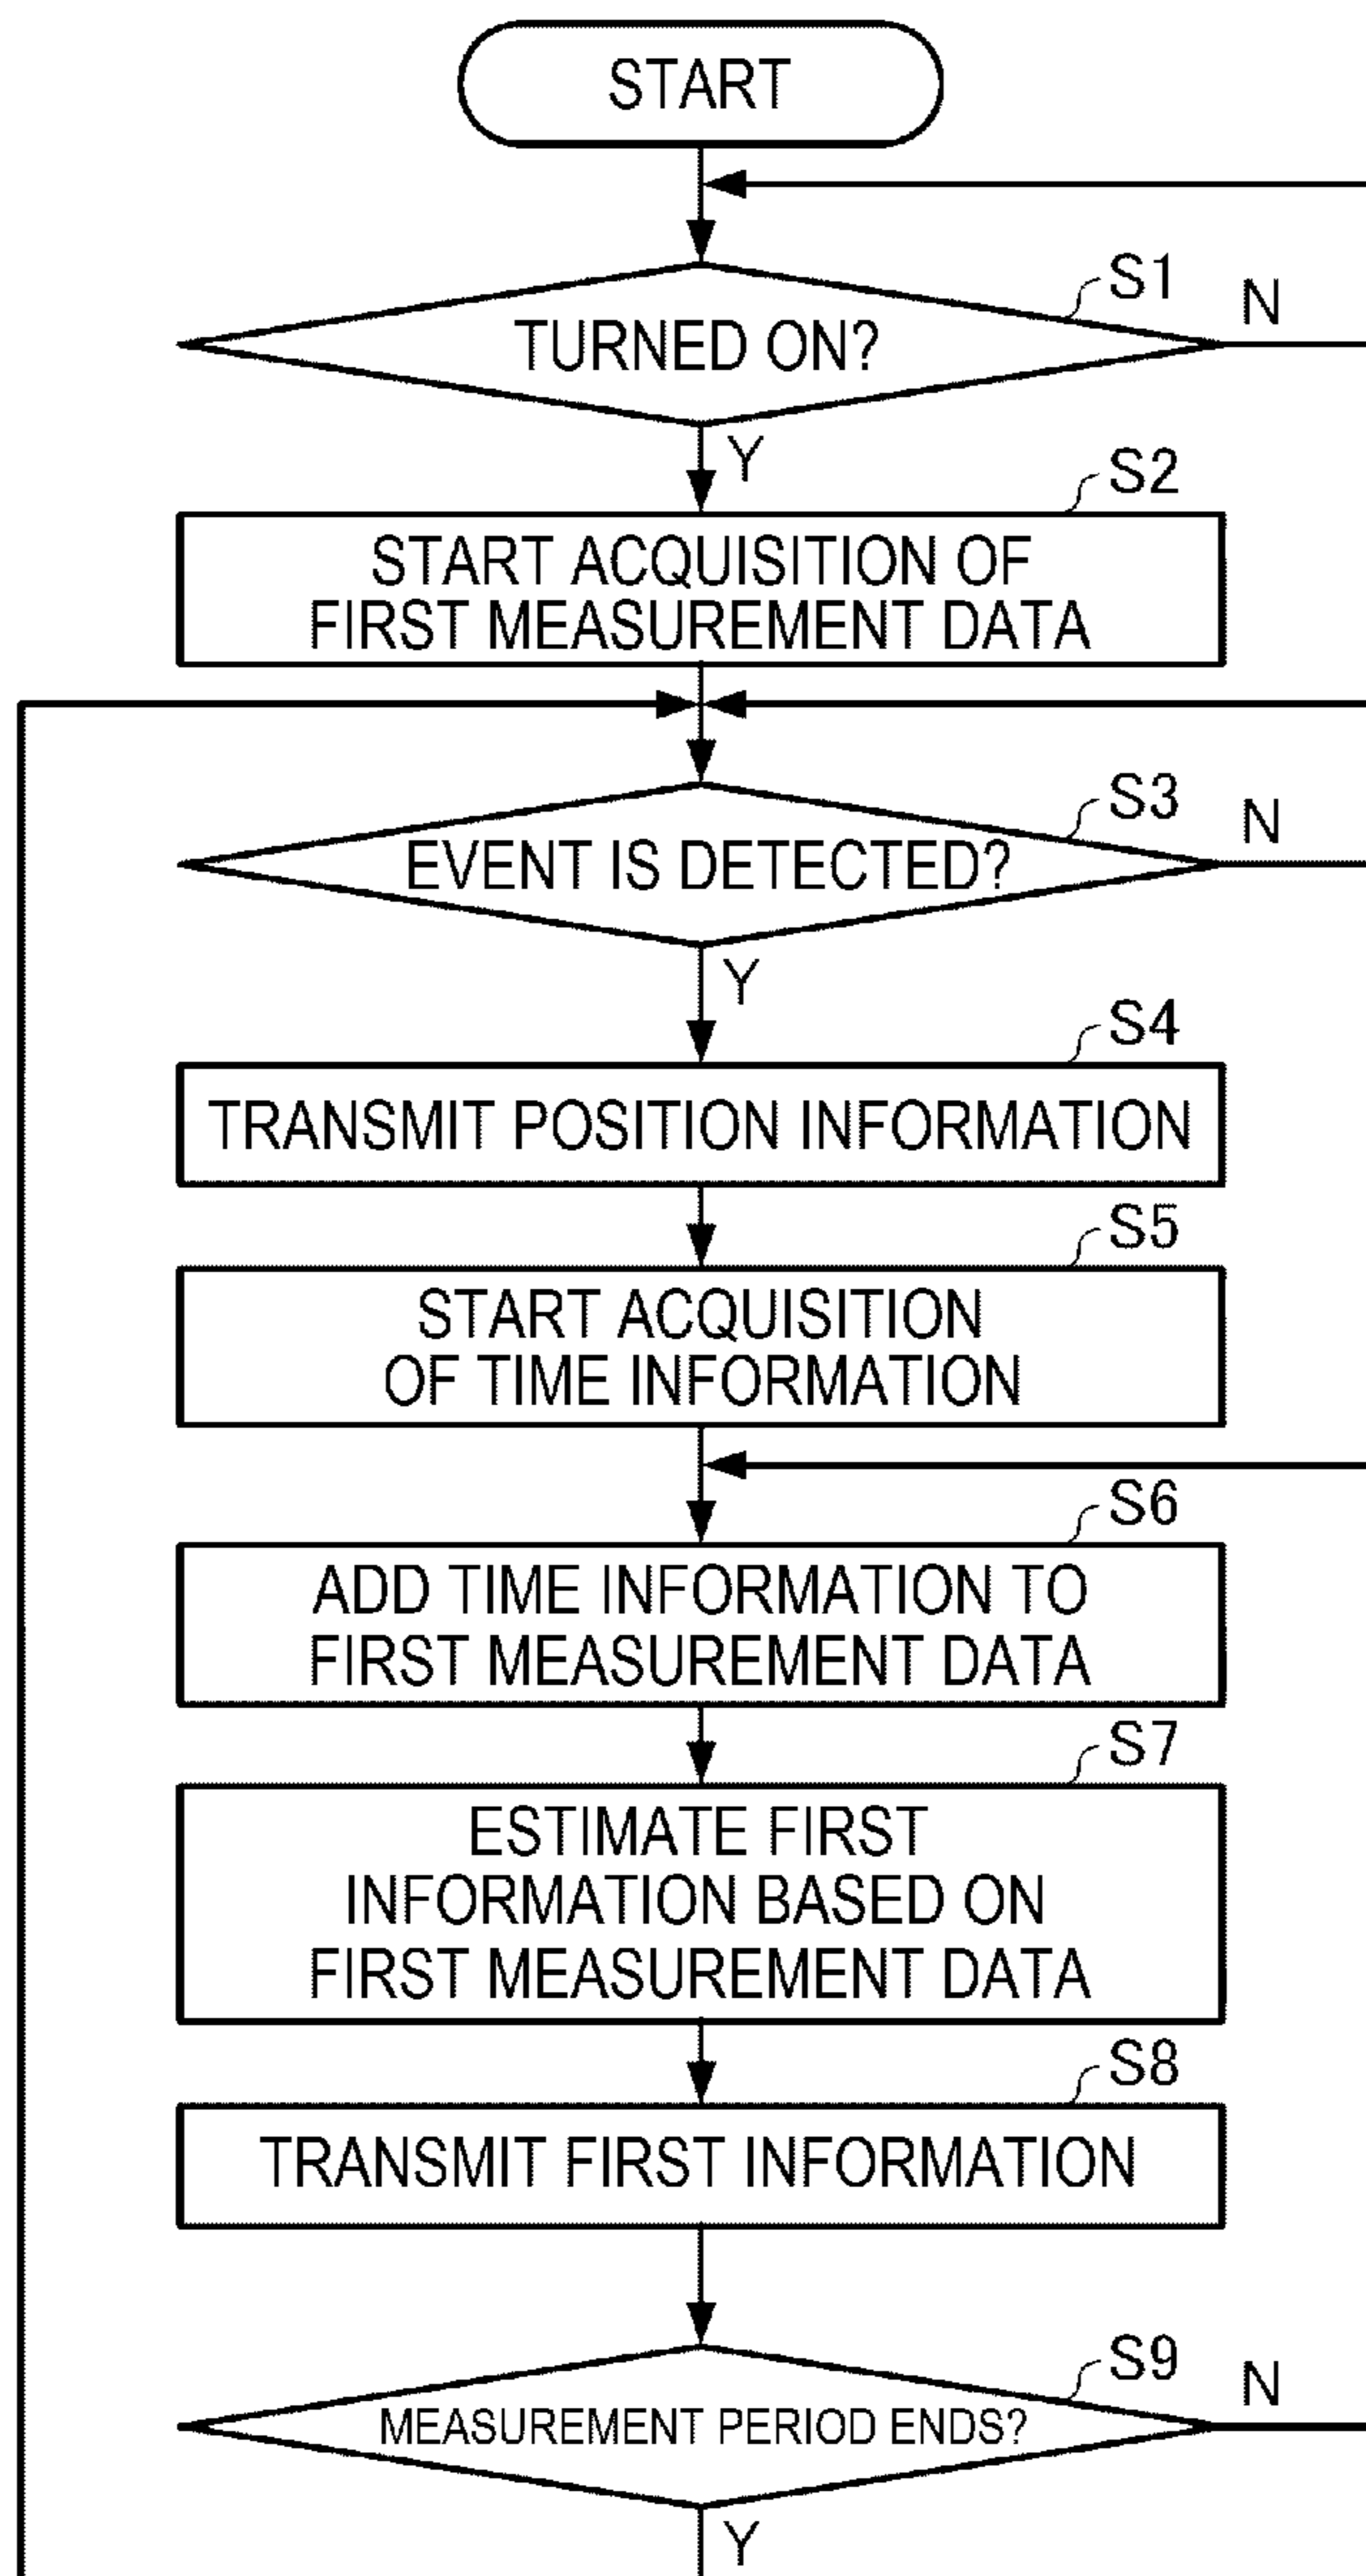 START
S1
N
TURNED ON?
Y
S2
START ACQUISITION OF
FIRST MEASUREMENT DATA
S3
N
EVENT IS DETECTED?
Y
S4
TRANSMIT POSITION INFORMATION
S5
START ACQUISITION
OF TIME INFORMATION
S6
ADD TIME INFORMATION TO
FIRST MEASUREMENT DATA
S7
ESTIMATE FIRST
INFORMATION BASED ON
FIRST MEASUREMENT DATA
S8
TRANSMIT FIRST INFORMATION
S9
N
MEASUREMENT PERIOD ENDS?
Y